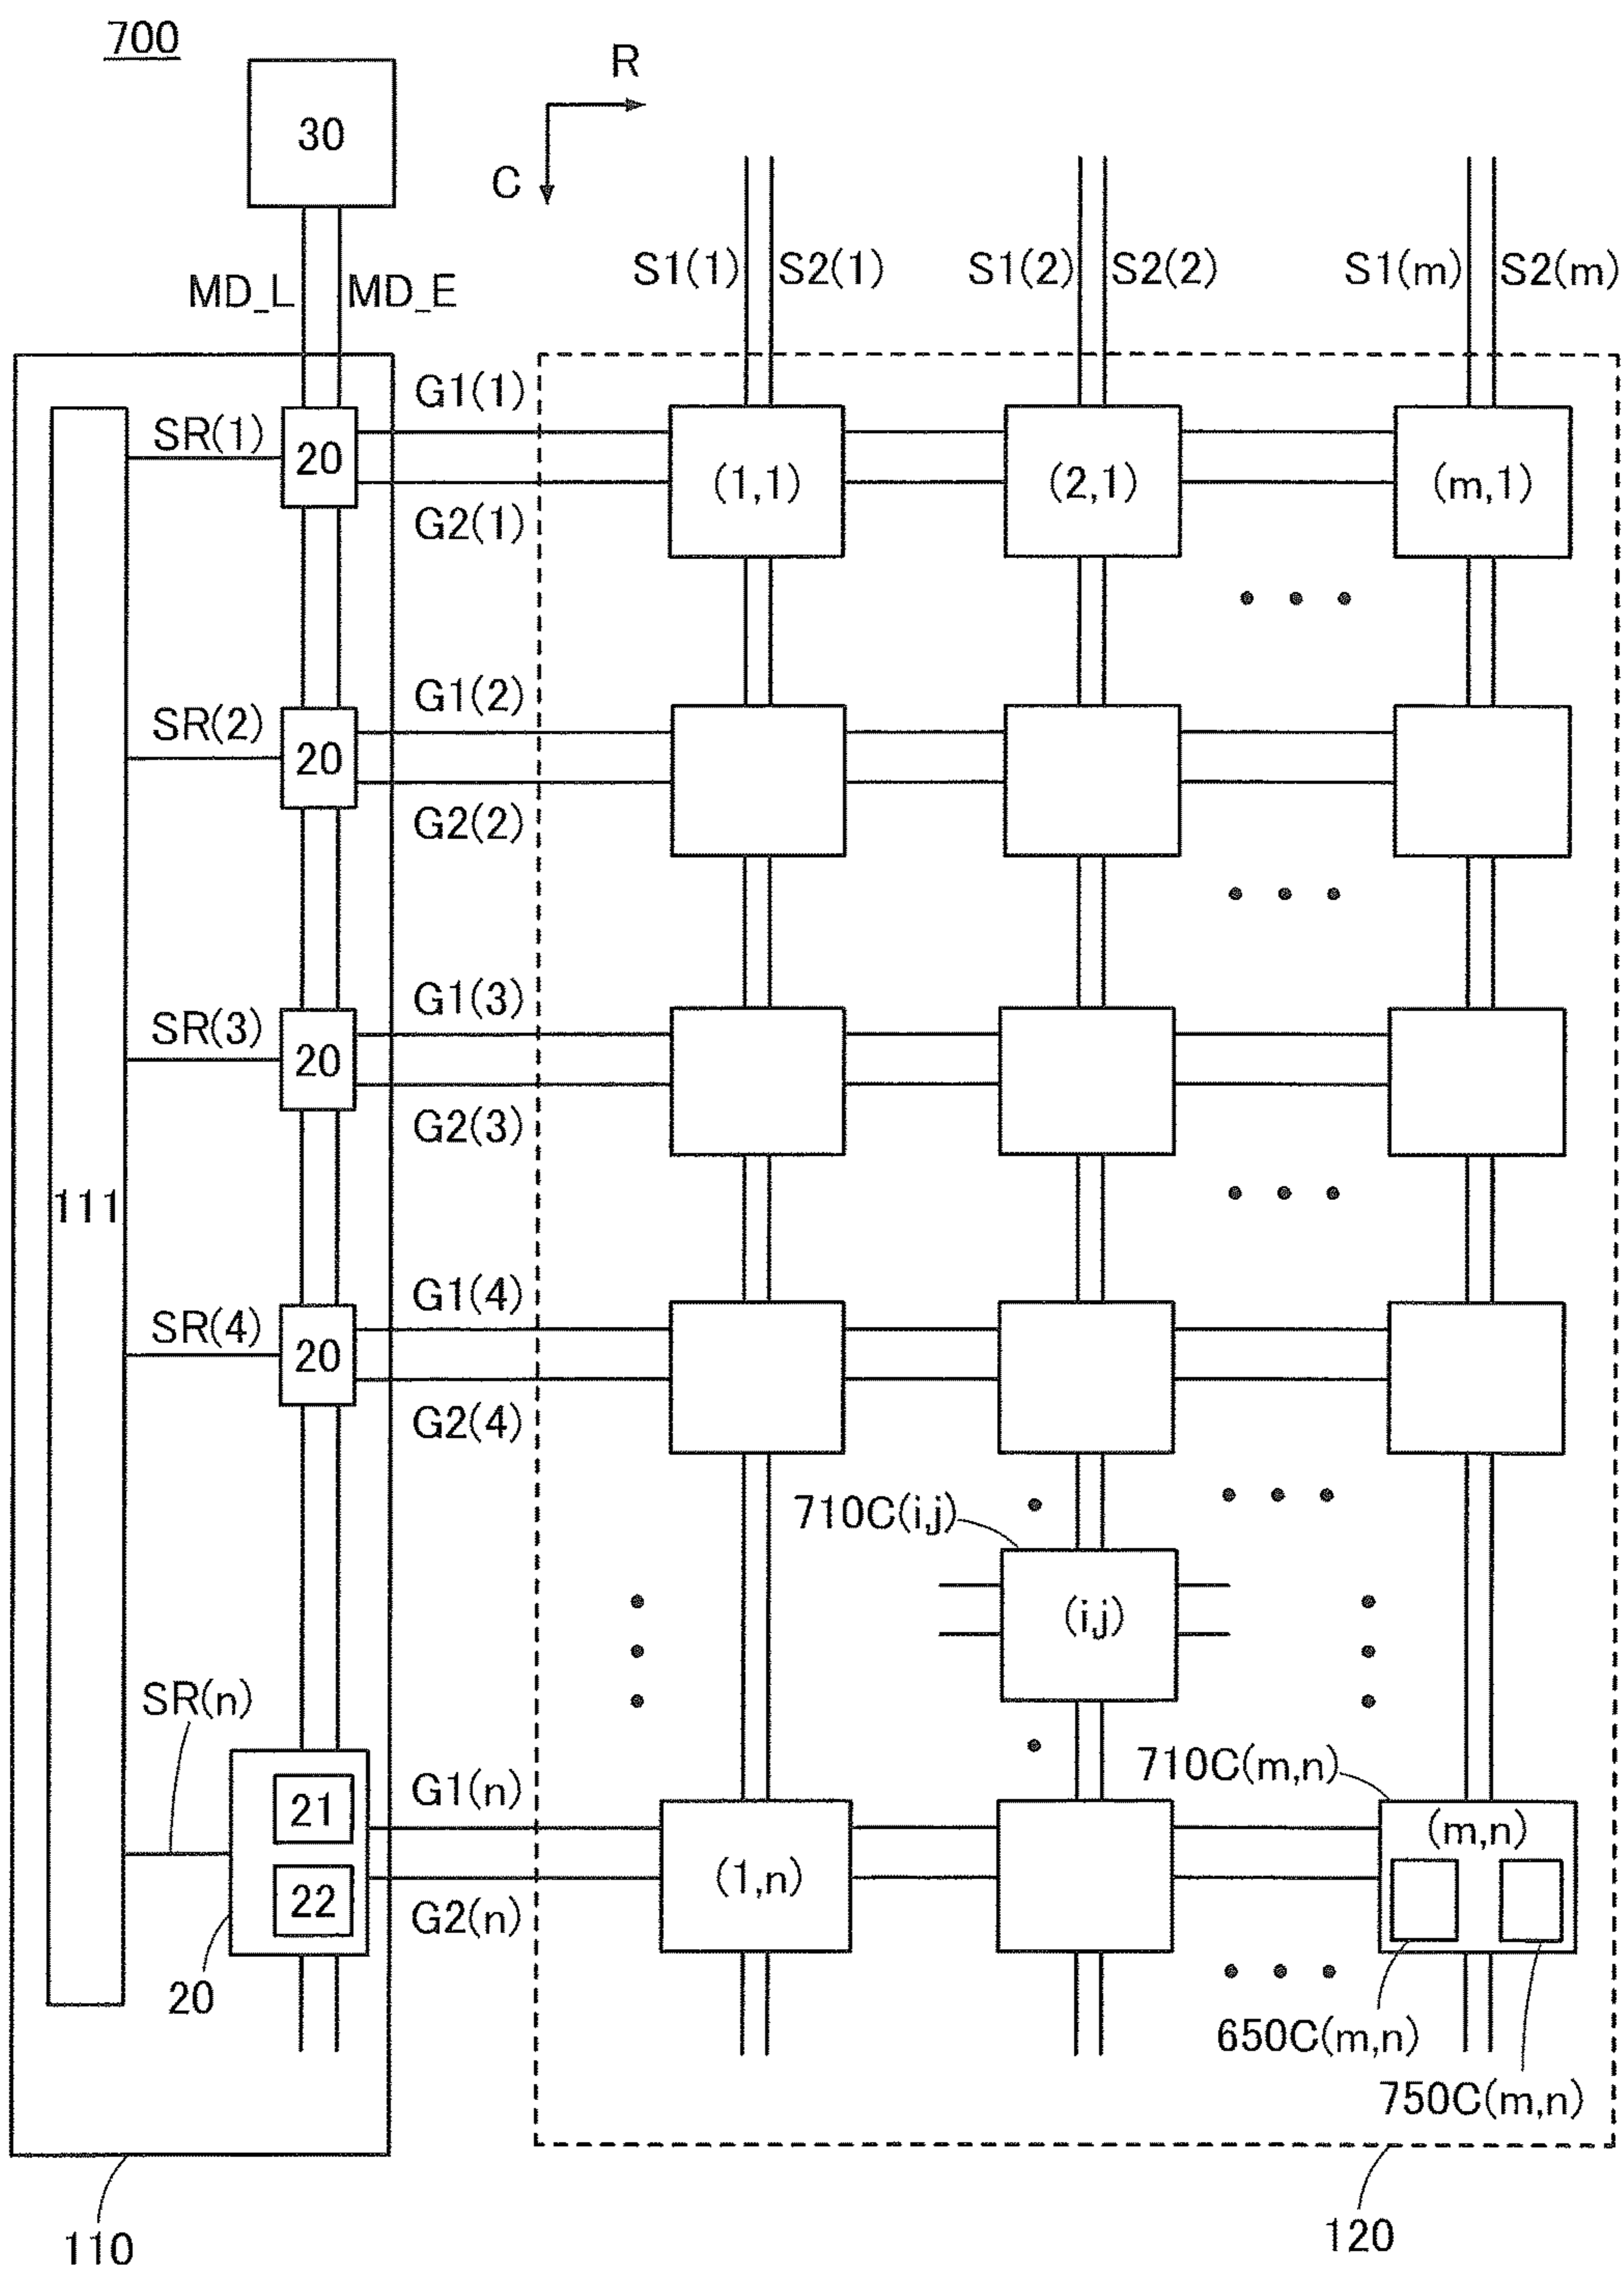 700
30
R
C
MD_L MD_E
S1(1) S2(1) S1(2) S2(2) S1(m) S2(m)
G1(1)
SR(1) 20 (1,1) (2,1) (m,1)
G2(1)
G1(2)
SR(2) 20
G2(2)
G1(3)
SR(3) 20
G2(3)
111
G1(4)
SR(4) 20
G2(4)
710C(i,j)
(i,j)
SR(n)
710C(m,n)
21 G1(n) (m,n)
(1,n)
22 G2(n)
20
650C(m,n)
750C(m,n)
110 120